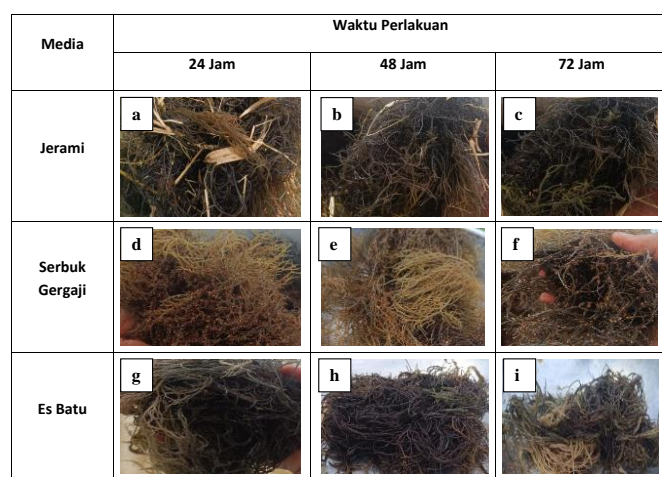 Media
Waktu Perlakuan
24 Jam
48 Jam
72 Jam
Jerami
a
b
c
Serbuk
Gergaji
d
e
f
Es Batu
g
h
i